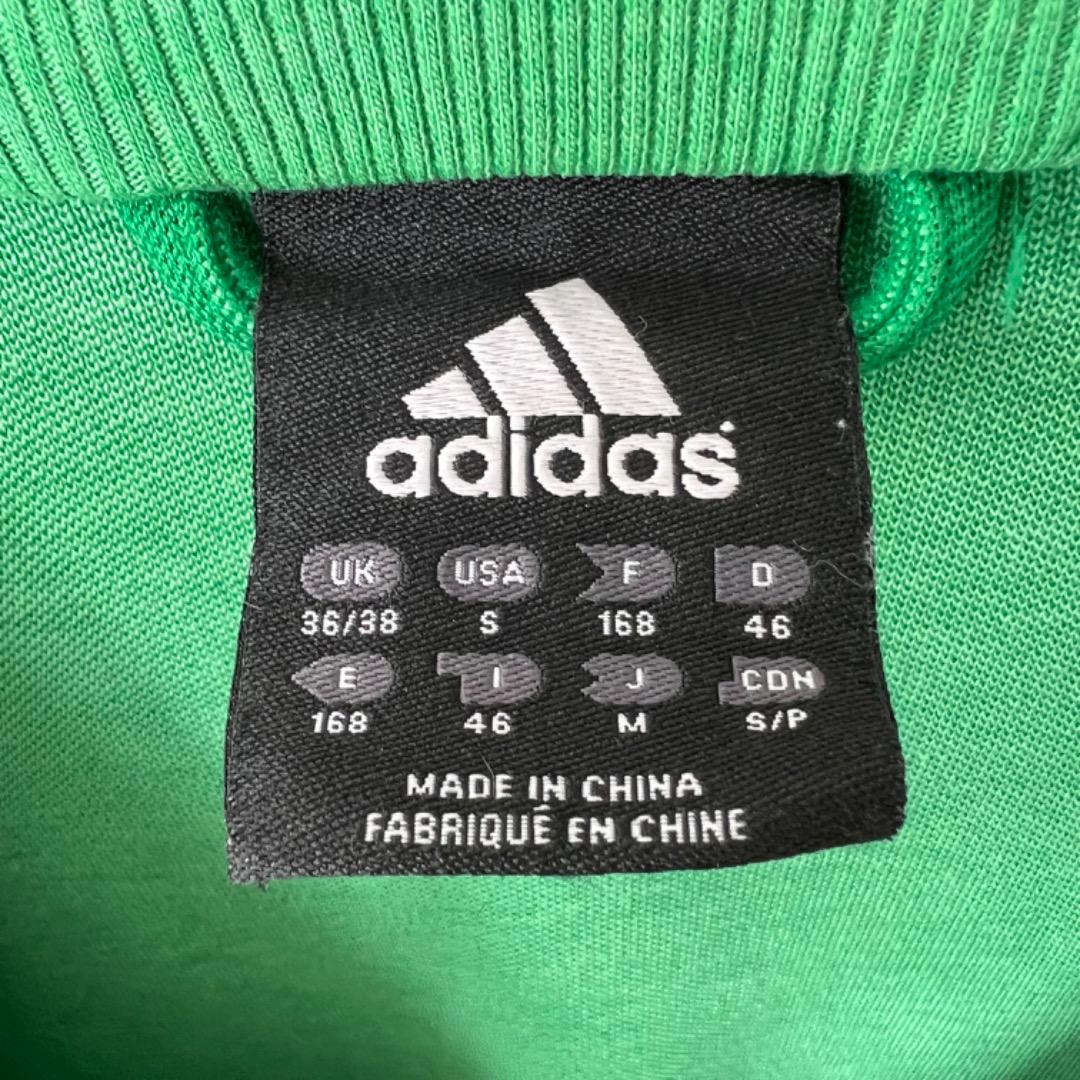 adidas
UK USA F D
36/38 S 168 46
E I J CDN
168 46 M S/P
MADE IN CHINA
FABRIQUÉ EN CHINE